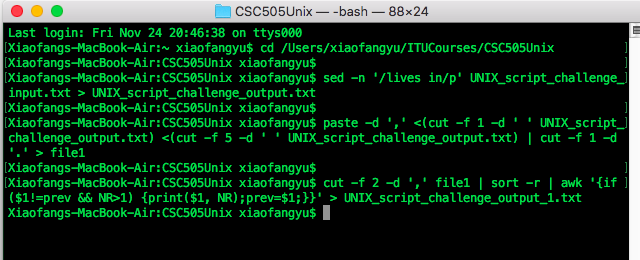 CSC505Unix — -bash — 88×24
Last login: Fri Nov 24 20:46:38 on ttys000
[Xiaofangs-MacBook-Air:~ xiaofangyu$ cd /Users/xiaofangyu/ITUCourses/CSC505Unix ]
[Xiaofangs-MacBook-Air:CSC505Unix xiaofangyu$ ]
[Xiaofangs-MacBook-Air:CSC505Unix xiaofangyu$ sed -n '/lives in/p' UNIX_script_challenge_]
input.txt > UNIX_script_challenge_output.txt
[Xiaofangs-MacBook-Air:CSC505Unix xiaofangyu$ ]
[Xiaofangs-MacBook-Air:CSC505Unix xiaofangyu$ paste -d ',' <(cut -f 1 -d ' ' UNIX_script_]
challenge_output.txt) <(cut -f 5 -d ' ' UNIX_script_challenge_output.txt) | cut -f 1 -d
'.' > file1
[Xiaofangs-MacBook-Air:CSC505Unix xiaofangyu$ ]
[Xiaofangs-MacBook-Air:CSC505Unix xiaofangyu$ cut -f 2 -d ',' file1 | sort -r | awk '{if ]
($1!=prev && NR>1) {print($1, NR);prev=$1;}}' > UNIX_script_challenge_output_1.txt
Xiaofangs-MacBook-Air:CSC505Unix xiaofangyu$